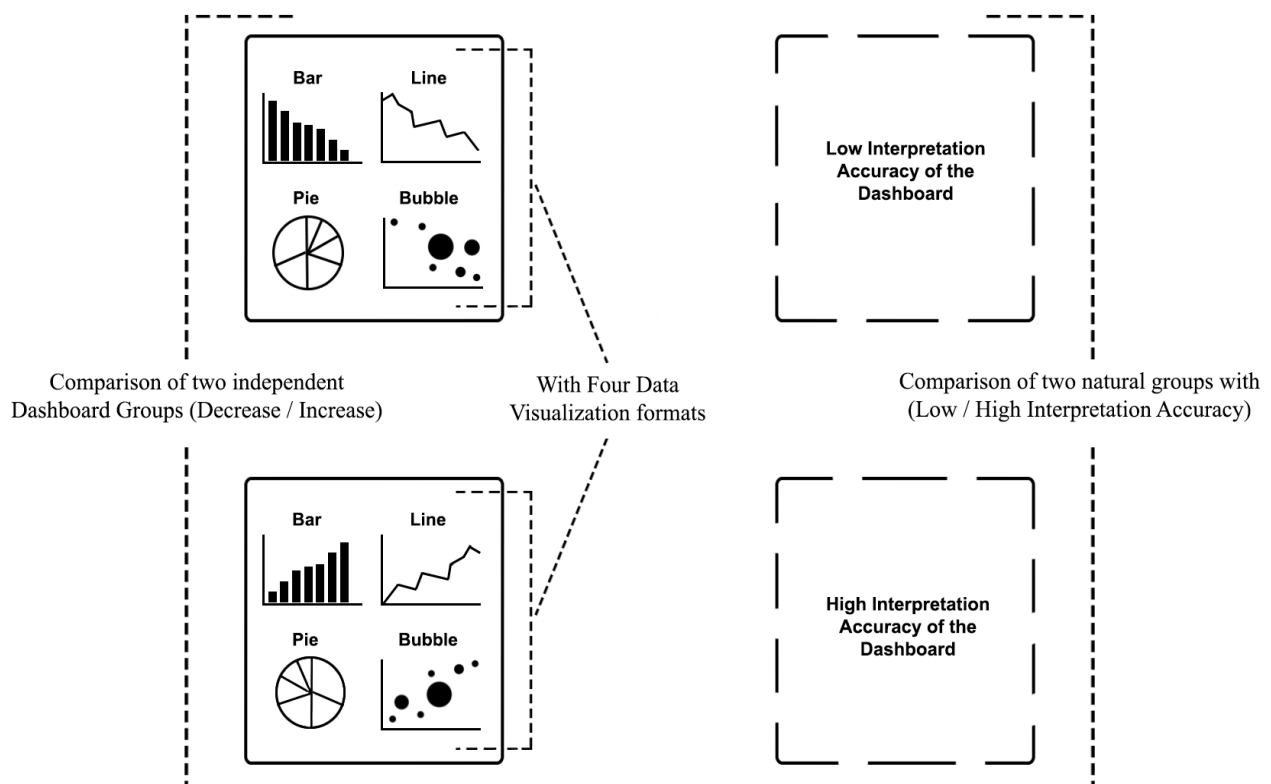 Bar
Line
Pie
Bubble
Low Interpretation
Accuracy of the
Dashboard
Comparison of two independent
Dashboard Groups (Decrease / Increase)
With Four Data
Visualization formats
Comparison of two natural groups with
(Low / High Interpretation Accuracy)
Bar
Line
Pie
Bubble
High Interpretation
Accuracy of the
Dashboard